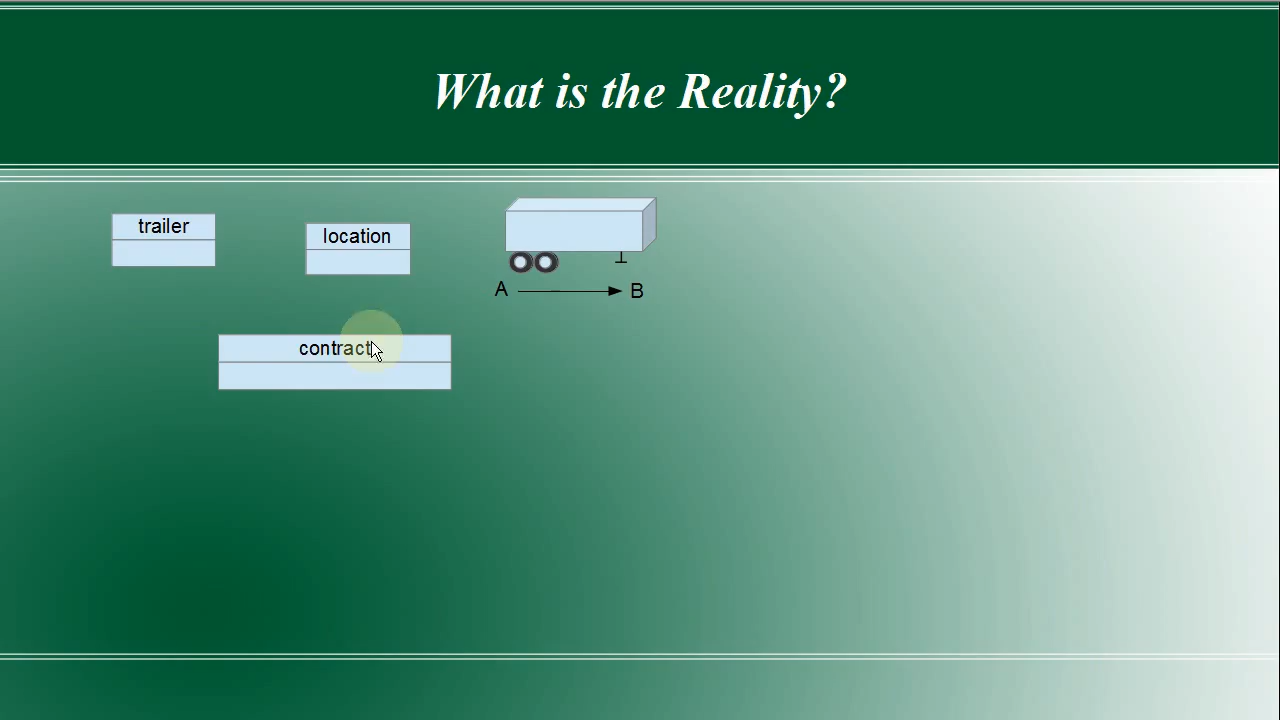 What is the Reality?
trailer
location
A
B
contract